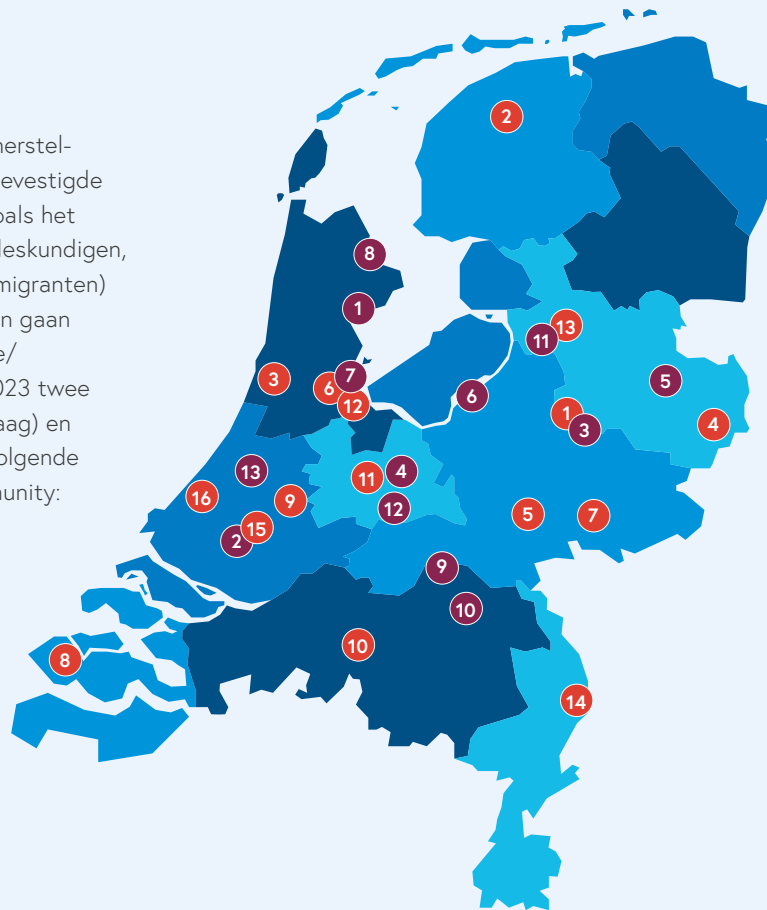 herstel-
evestigde
oals het
deskundigen,
migranten)
n gaan
e/
023 twee
aag) en
olgende
nunity:
2
8
1
13
11
3
7
6
12
6
5
1
3
4
13
11
4
16
9
12
5
7
15
2
9
10
10
8
14